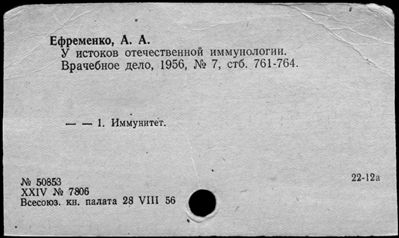 Ефременко, А. А.
У истоков отечественной иммунологии.
Врачебное дело, 1956, № 7, стб. 761-764.
— — 1. Иммунитет.
№ 50853
XXIV № 7806
Всесоюз. кн. палата 28 VIII 56
22-12а